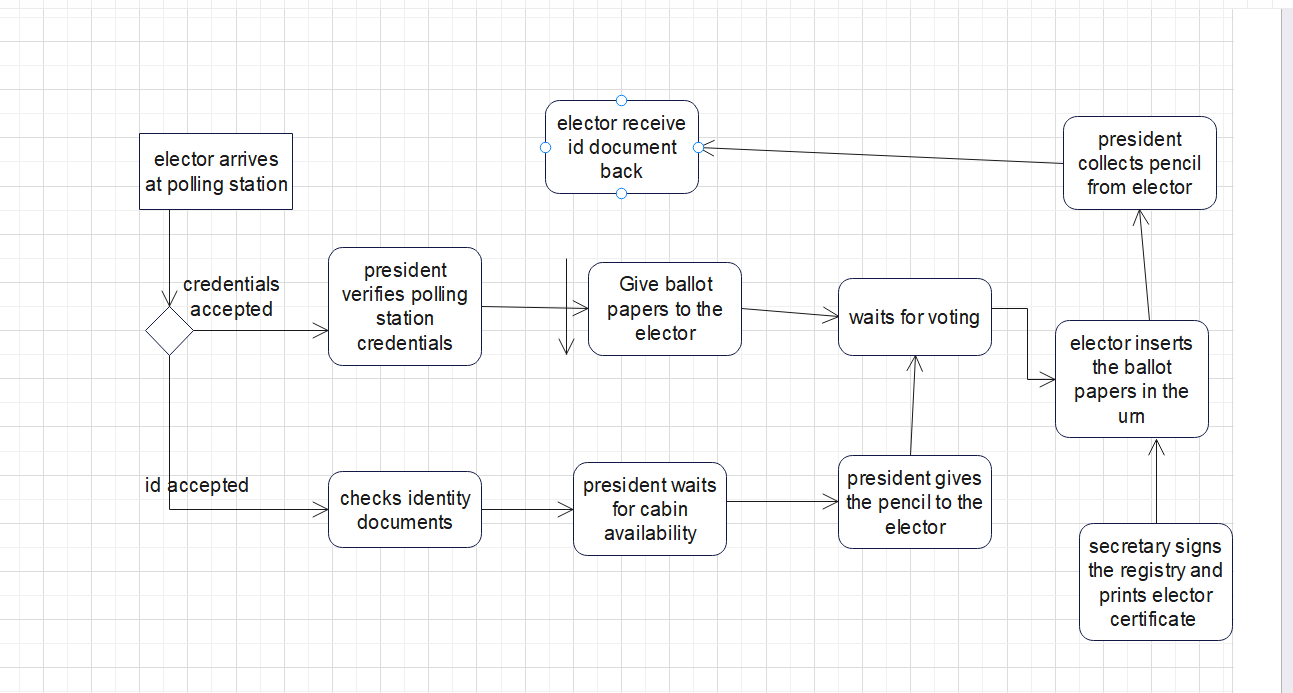 elector arrives
at polling station
credentials
accepted
id accepted
president
verifies polling
station
credentials
checks identity
documents
elector receive
id document
back
Give ballot
papers to the
elector
president waits
for cabin
availability
waits for voting
president gives
the pencil to the
elector
president
collects pencil
from elector
elector inserts
the ballot
papers in the
urn
secretary signs
the registry and
prints elector
certificate